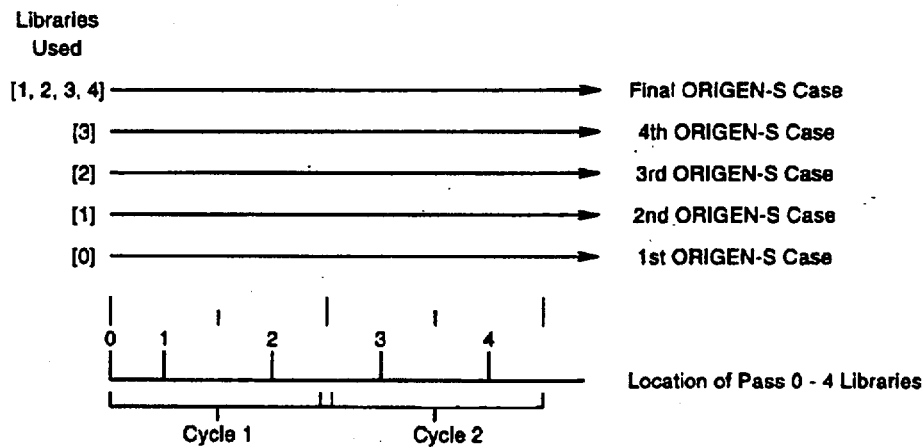 Libraries
Used
[1, 2, 3, 4] Final ORIGEN-S Case
[3] 4th ORIGEN-S Case
[2] 3rd ORIGEN-S Case
[1] 2nd ORIGEN-S Case
[0] 1st ORIGEN-S Case
0 1 2 3 4
Location of Pass 0 - 4 Libraries
Cycle 1 Cycle 2